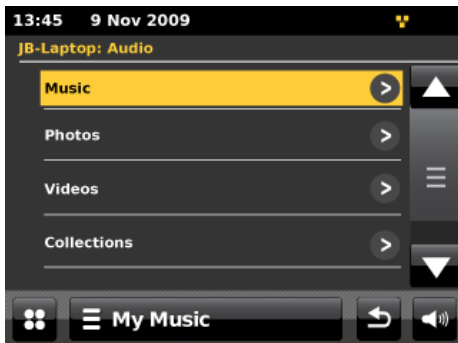 13:45 9 Nov 2009
JB-Laptop: Audio
Music
Photos
Videos
Collections
My Music